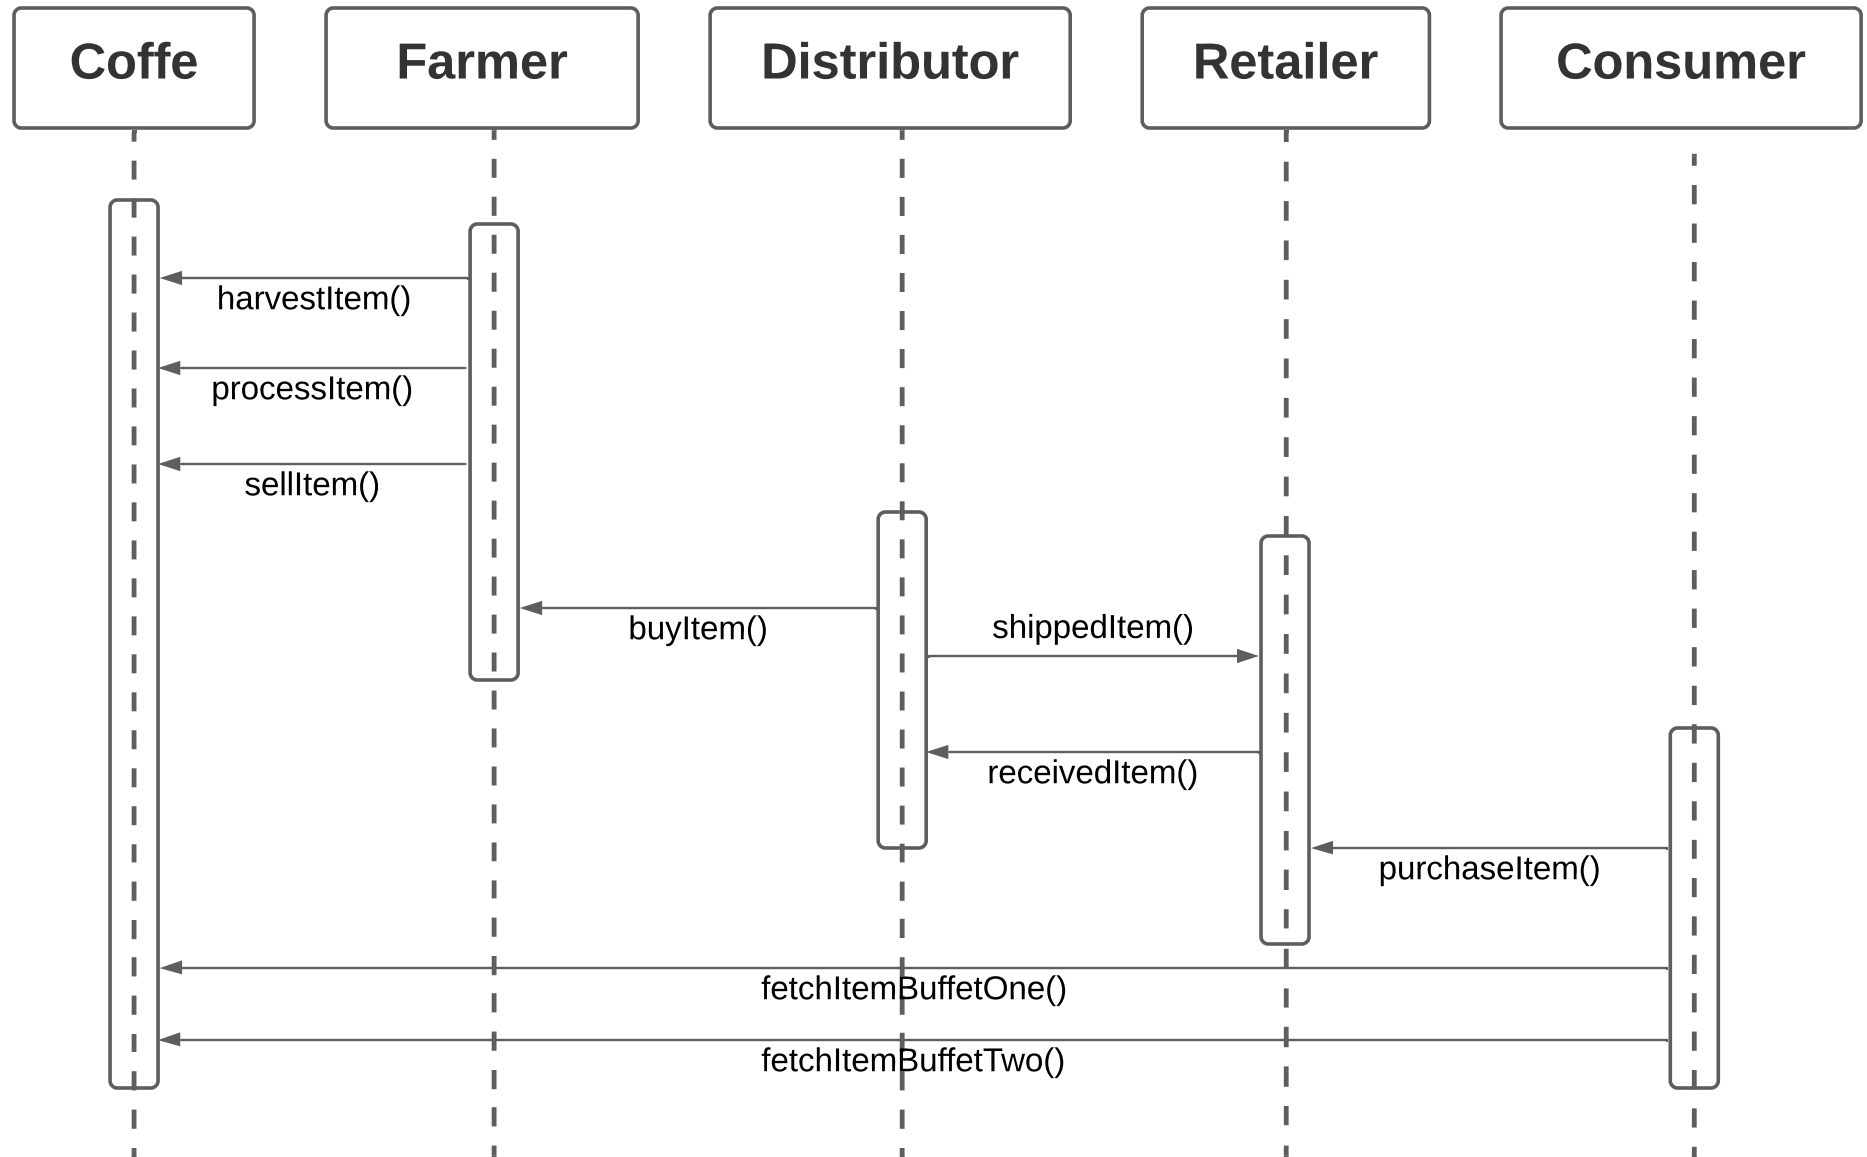 Coffe
Farmer
Distributor
Retailer
Consumer
harvestItem()
processItem()
sellItem()
buyItem()
shippedItem()
receivedItem()
purchaseItem()
fetchItemBuffetOne()
fetchItemBuffetTwo()